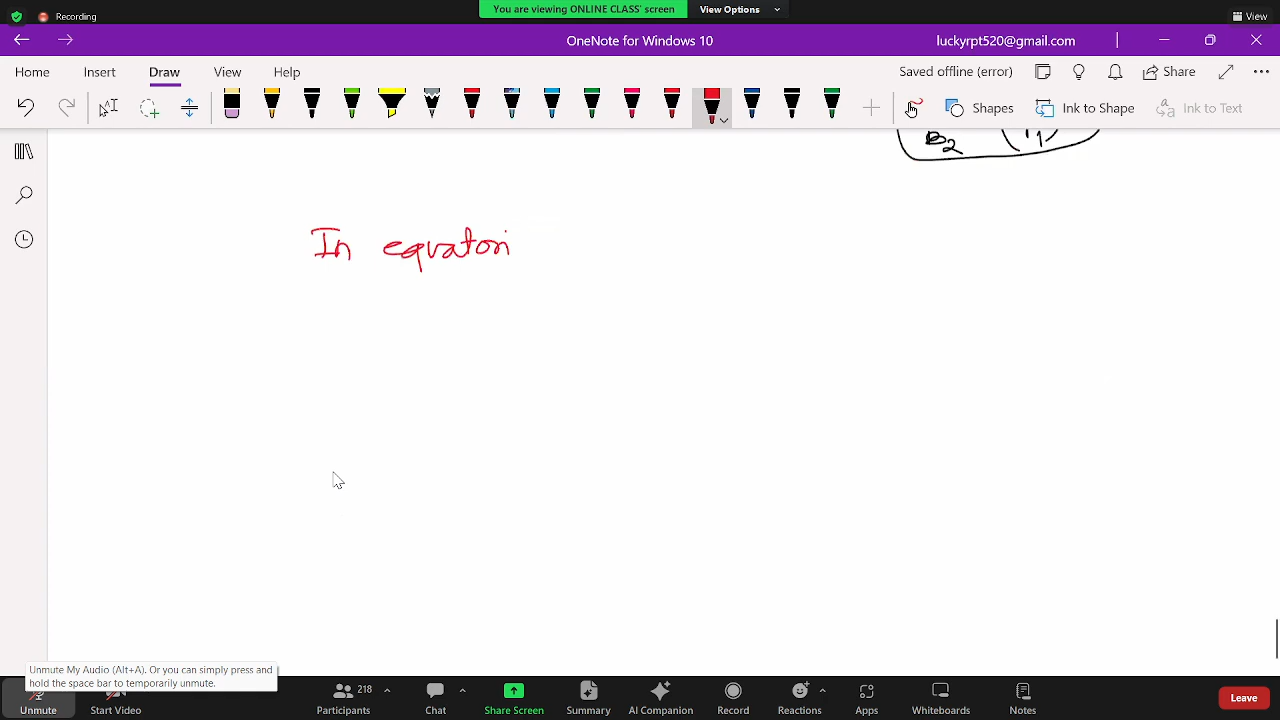 Recording
You are viewing ONLINE CLASS' screen
View Options
View
OneNote for Windows 10
luckyrpt520@gmail.com
Home
Insert
Draw
View
Help
Saved offline (error)
Share
Shapes
Ink to Shape
Ink to Text
B2
In equatori
Unmute My Audio (Alt+A). Or you can simply press and
hold the space bar to temporarily unmute.
Unmute
Start Video
Participants
218
Chat
Share Screen
Summary
AI Companion
Record
Reactions
Apps
Whiteboards
Notes
Leave